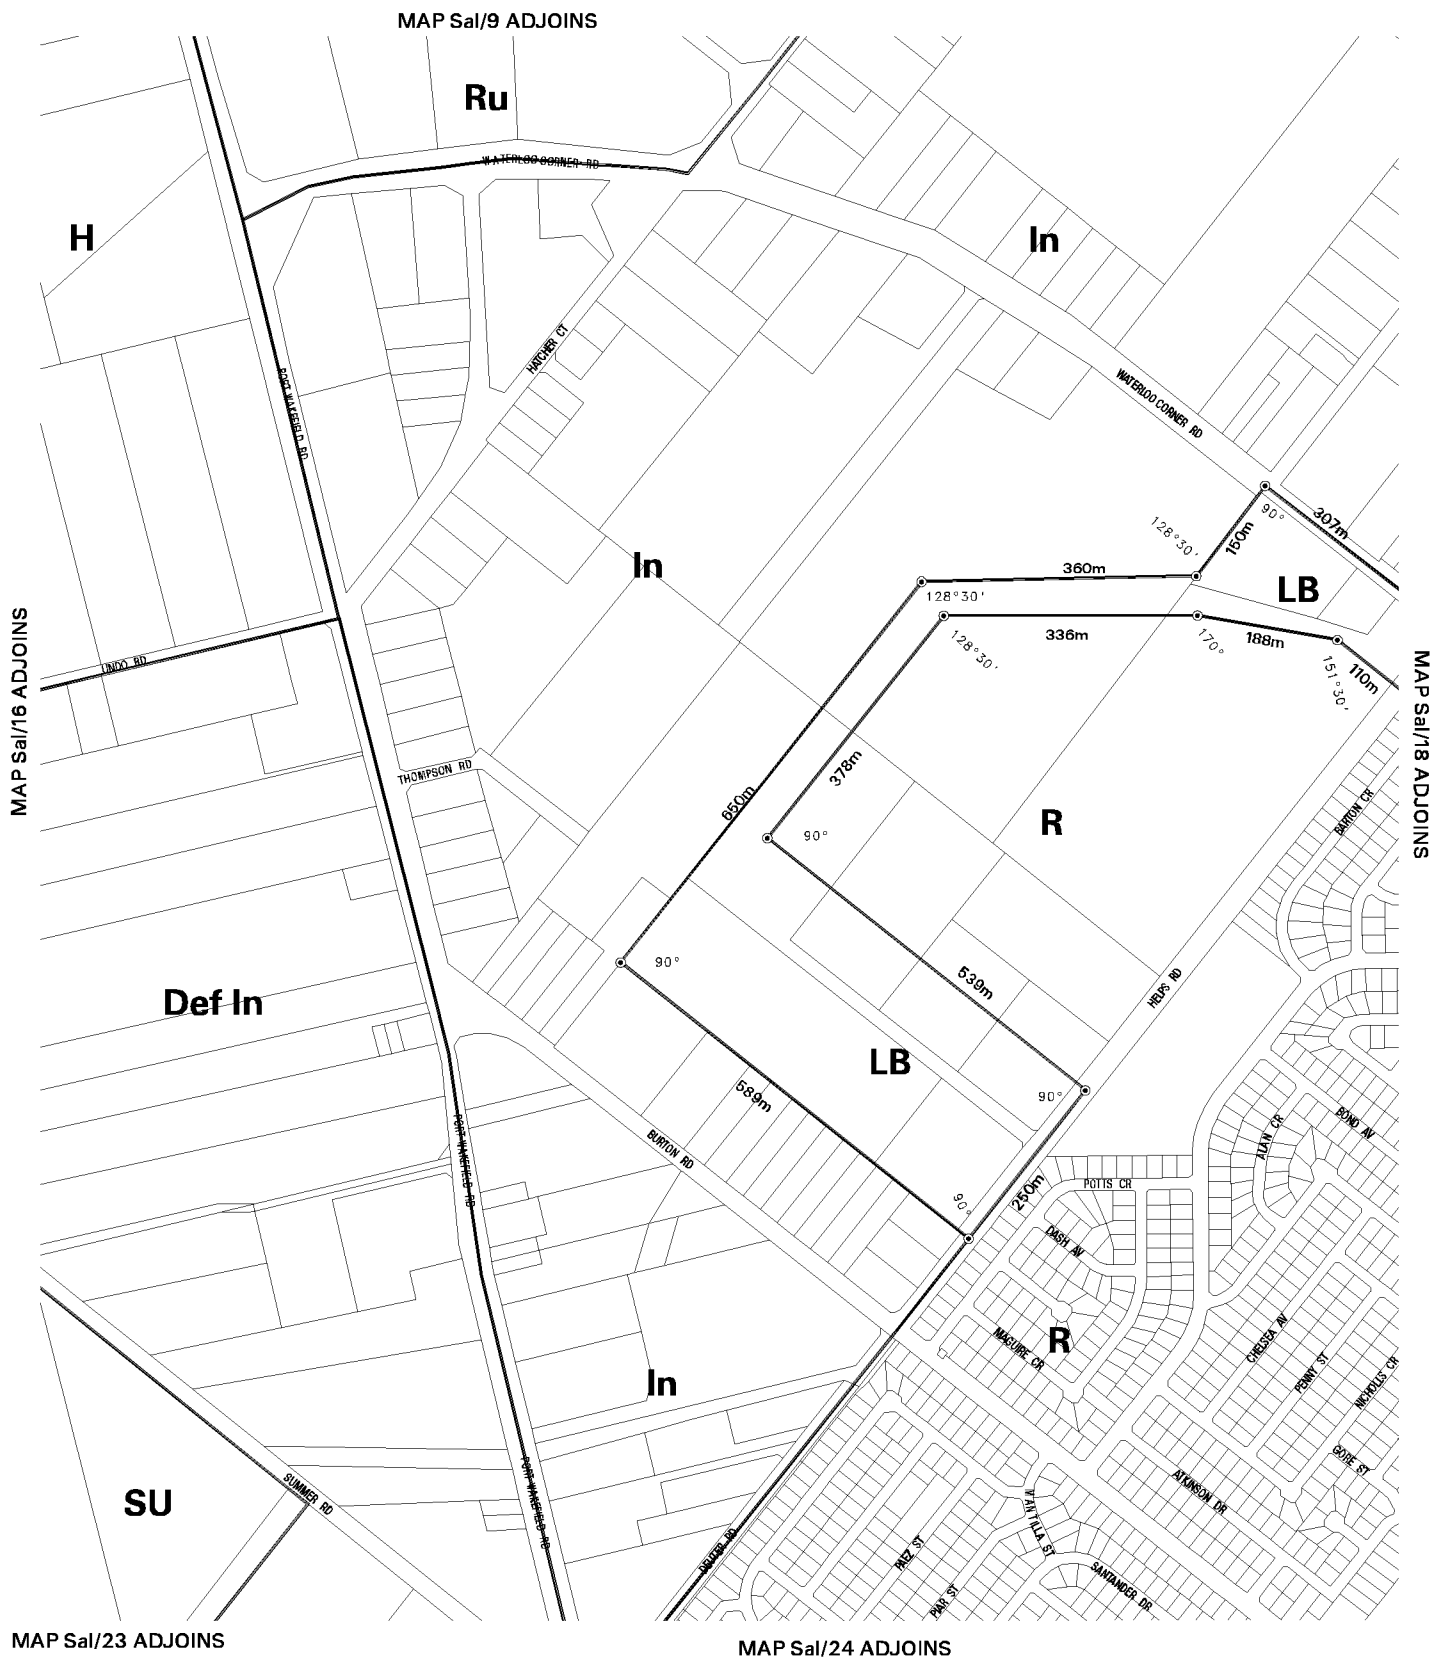 MAP Sal/9 ADJOINS
Ru
WATERLOO CORNER RD
H
In
HATCHER CT
PORT WAKEFIELD RD
WATERLOO CORNER RD
307m
90°
150m
128°30'
In
360m
LB
128°30'
336m
188m
128°30'
170°
151°30'
110m
MAP Sal/16 ADJOINS
UNDO RD
MAP Sal/18 ADJOINS
THOMPSON RD
378m
650m
90°
R
BARTON CR
90°
539m
HELPS RD
Def In
LB
589m
90°
BOND AV
ALAN CR
PORT WAKEFIELD RD
BURTON RD
90°
250m
POTTS CR
DASH AV
MAGUIRE CR
R
CHELSEA AV
PENNY ST
NICHOLLS CR
In
GORE ST
SU
SUMMER RD
PORT WAKEFIELD RD
ATKINSON DR
MANTILLA ST
DEUTER RD
PAEZ ST
PIAR ST
SANTANDER DR
MAP Sal/23 ADJOINS
MAP Sal/24 ADJOINS